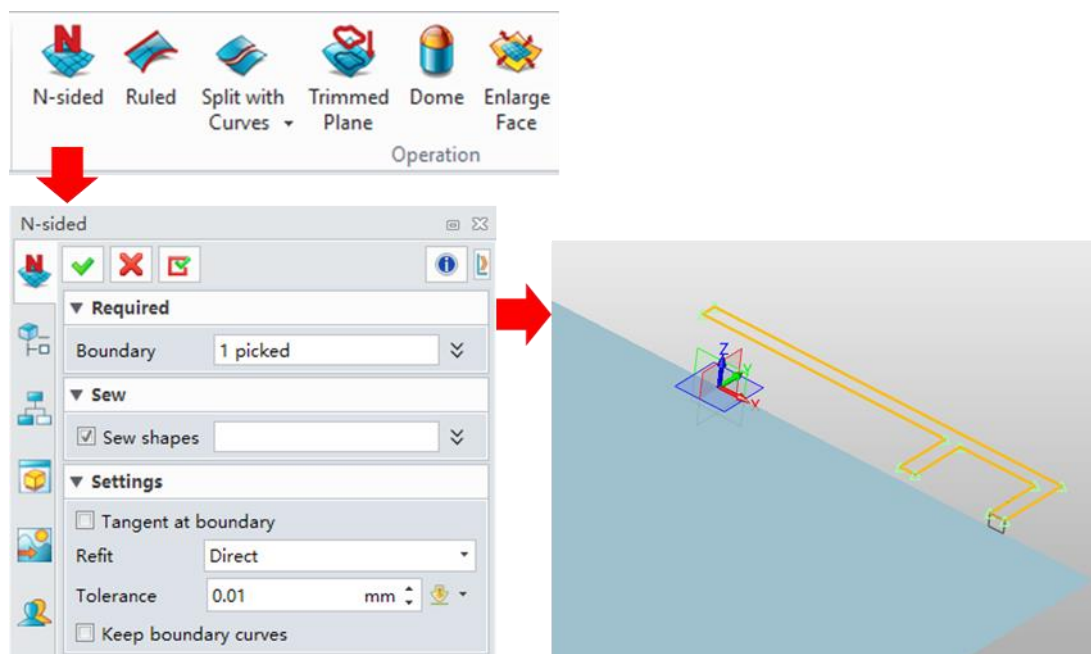 N
N-sided Ruled Split with Trimmed Dome Enlarge
Curves Plane Face
Operation
N-sided
N
Required
Boundary 1 picked
Sew
Sew shapes
Settings
Tangent at boundary
Refit Direct
Tolerance 0.01 mm
Keep boundary curves
Z
Y
X